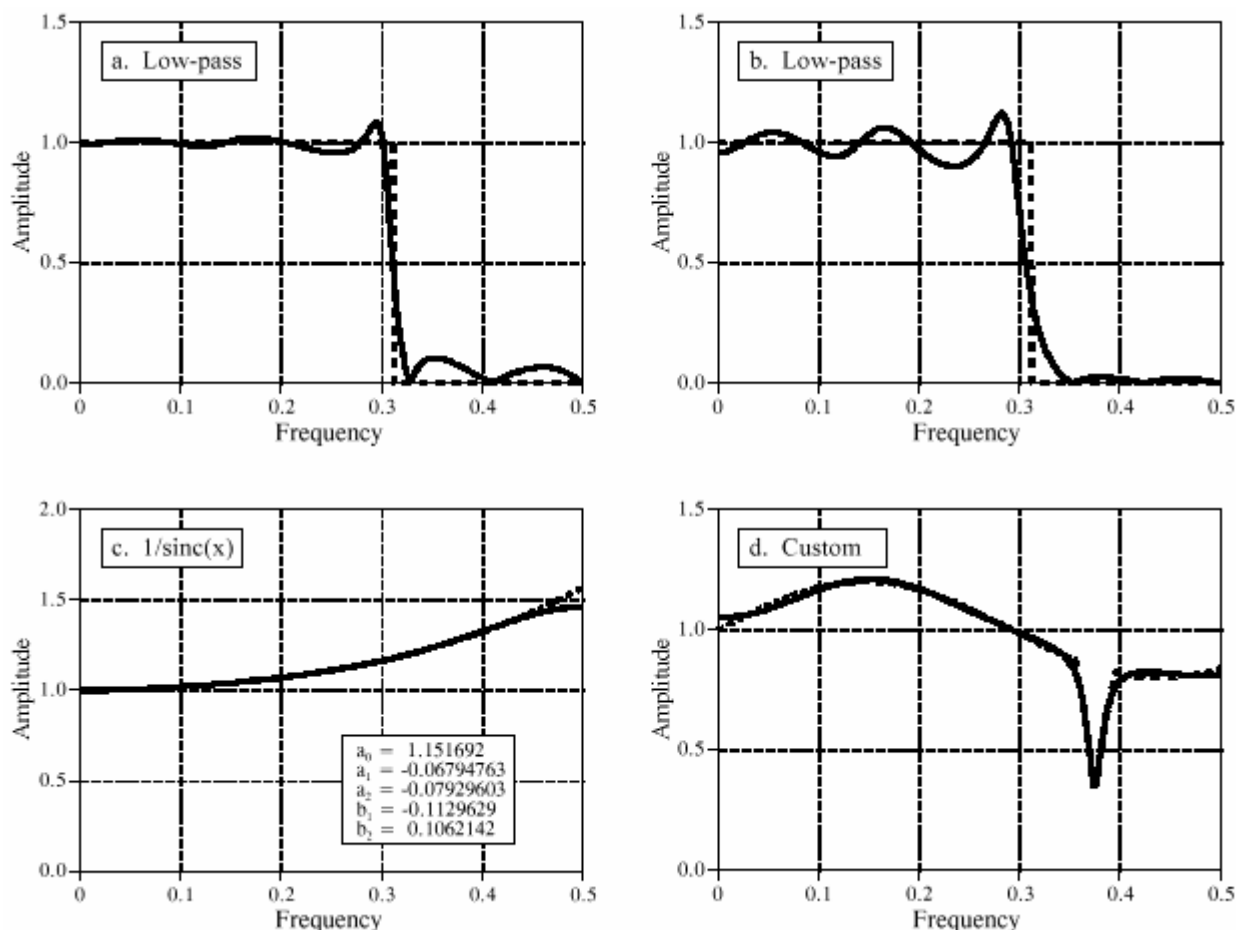 1.5
a. Low-pass
1.0
Amplitude
0.5
0.0
0 0.1 0.2 0.3 0.4 0.5
Frequency
1.5
b. Low-pass
1.0
Amplitude
0.5
0.0
0 0.1 0.2 0.3 0.4 0.5
Frequency
2.0
c. 1/sinc(x)
1.5
1.0
Amplitude
0.5
0.0
a₀ = 1.151692
a₁ = -0.06794763
a₂ = -0.07929603
b₁ = -0.1129629
b₂ = 0.1062142
0 0.1 0.2 0.3 0.4 0.5
Frequency
1.5
d. Custom
1.0
Amplitude
0.5
0.0
0 0.1 0.2 0.3 0.4 0.5
Frequency